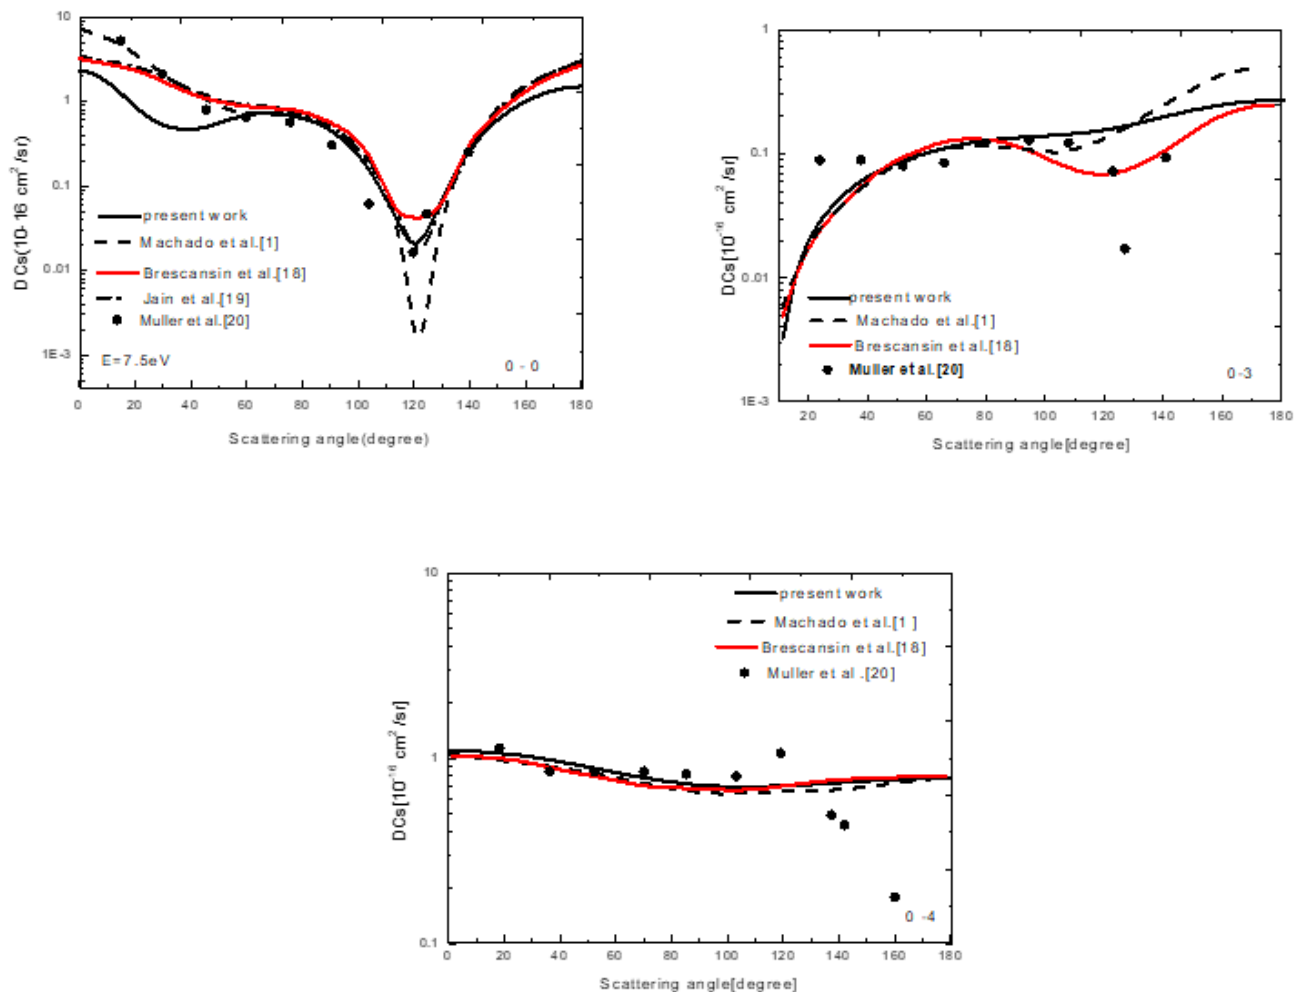 10
1
0.1
0.01
1E-3
DCs(10-16 cm2/sr)
present work
Machado et al.[1]
Brescansin et al.[18]
Jain et al.[19]
Muller et al.[20]
E=7.5eV
0 - 0
0 20 40 60 80 100 120 140 160 180
Scattering angle(degree)
1
0.1
0.01
1E-3
DCs[10-16 cm2/sr)
present work
Machado et al.[1]
Brescansin et al.[18]
Muller et al.[20]
0-3
20 40 60 80 100 120 140 160 180
Scattering angle[degree]
10
1
0.1
DCs[10-16 cm2/sr)
present work
Machado et al.[1 ]
Brescansin et al.[18]
Muller et al .[20]
0 -4
0 20 40 60 80 100 120 140 160 180
Scattering angle[degree]